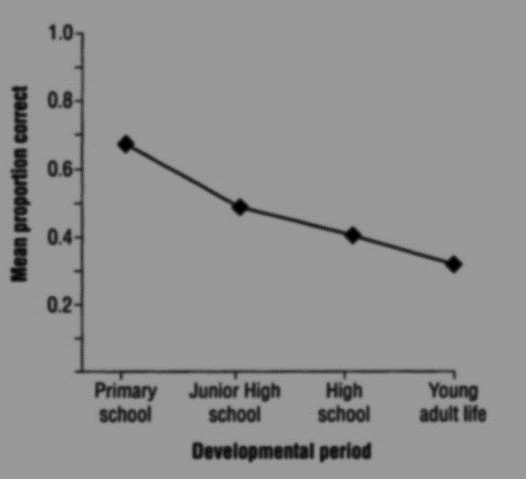 1.0
0.8
0.6
0.4
0.2
Mean proportion correct
Primary
school
Junior High
school
High
school
Young
adult life
Developmental period